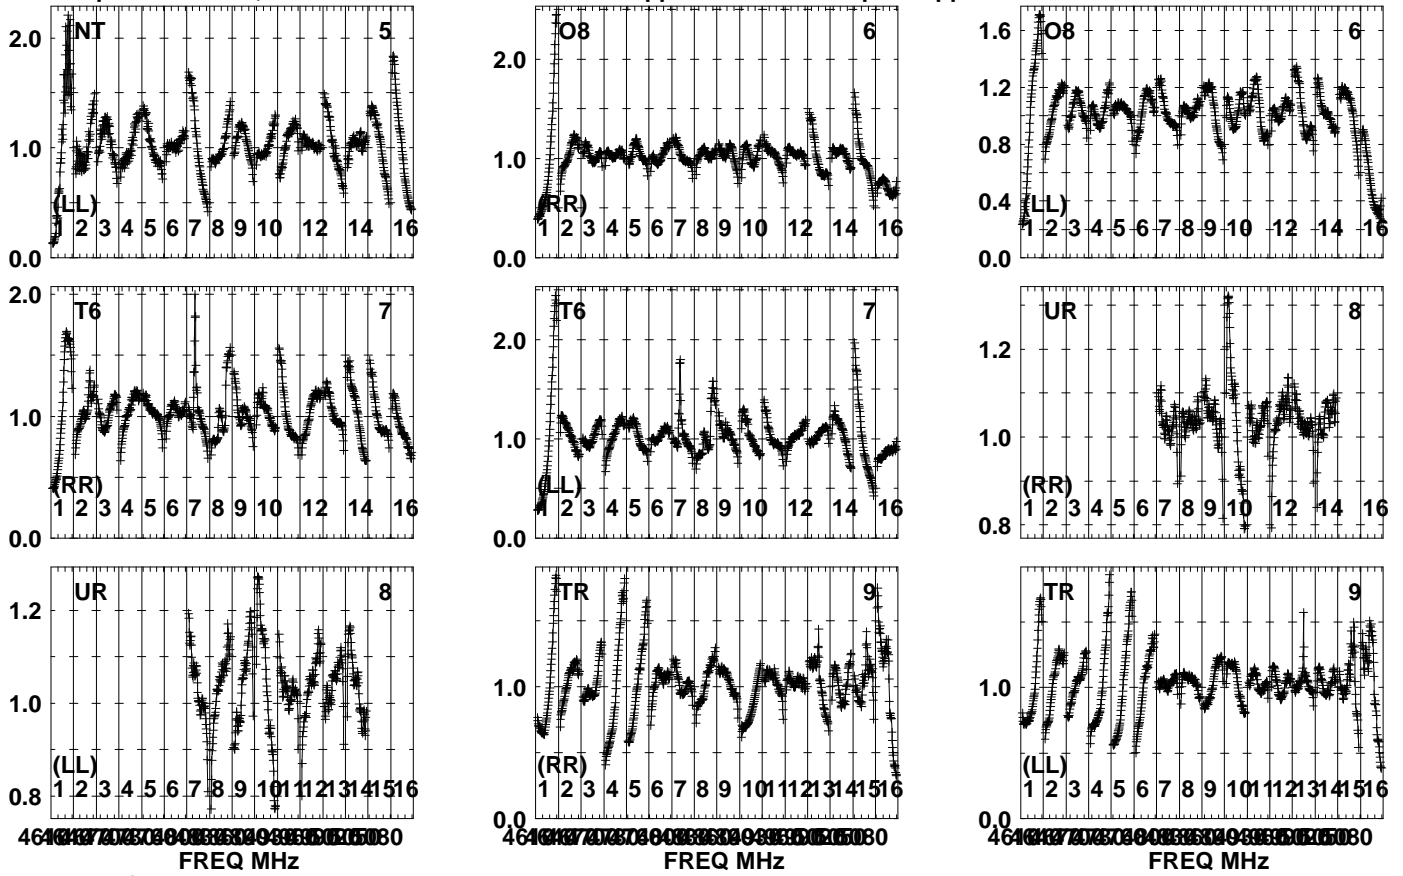 NT 5
2.0
1.0
0.0
(LL)
1 2 3 4 5 6 7 8 9 10 12 14 16
O8 6
2.0
1.0
0.0
(RR)
1 2 3 4 5 6 7 8 9 10 12 14 16
O8 6
1.6
1.2
0.8
0.4
0.0
(LL)
1 2 3 4 5 6 7 8 9 10 12 14 16
T6 7
2.0
1.0
0.0
(RR)
1 2 3 4 5 6 7 8 9 10 12 14 16
T6 7
2.0
1.0
0.0
(LL)
1 2 3 4 5 6 7 8 9 10 12 14 16
UR 8
1.2
1.0
0.8
(RR)
1 2 3 4 5 6 7 8 9 10 12 14 16
UR 8
1.2
1.0
0.8
(LL)
1 2 3 4 5 6 7 8 9 10 11 12 13 14 15 16
FREQ MHz
TR 9
1.0
0.0
(RR)
1 2 3 4 5 6 7 8 9 10 11 12 13 14 15 16
FREQ MHz
TR 9
1.0
0.0
(LL)
1 2 3 4 5 6 7 8 9 10 11 12 13 14 15 16
FREQ MHz